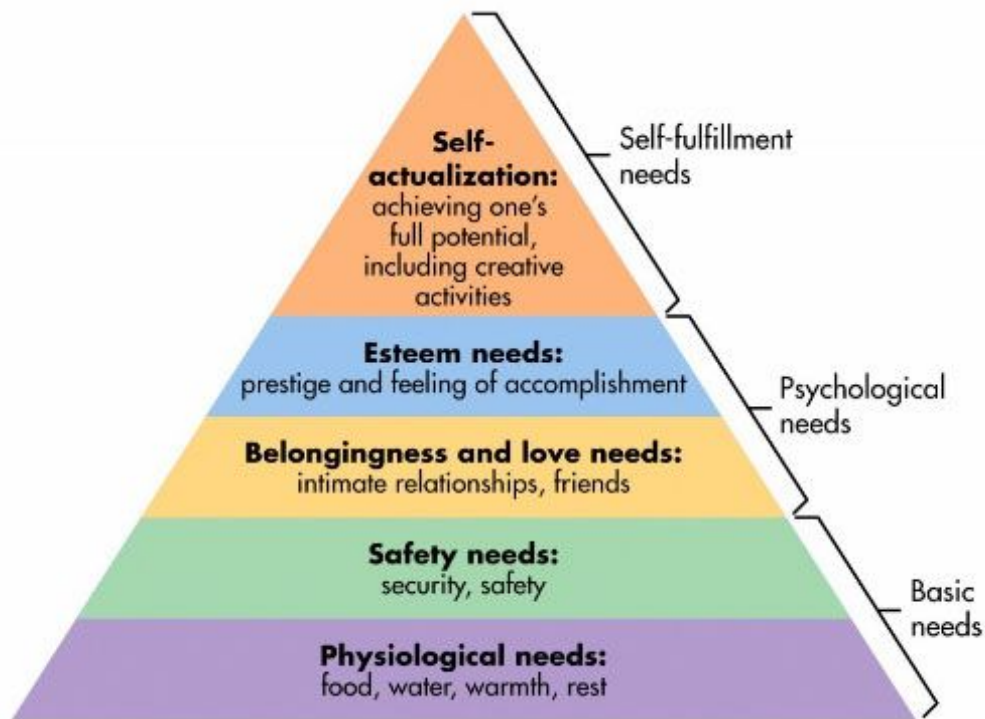 Self-
actualization:
achieving one's
full potential,
including creative
activities
Self-fulfillment
needs
Esteem needs:
prestige and feeling of accomplishment
Psychological
needs
Belongingness and love needs:
intimate relationships, friends
Safety needs:
security, safety
Basic
needs
Physiological needs:
food, water, warmth, rest